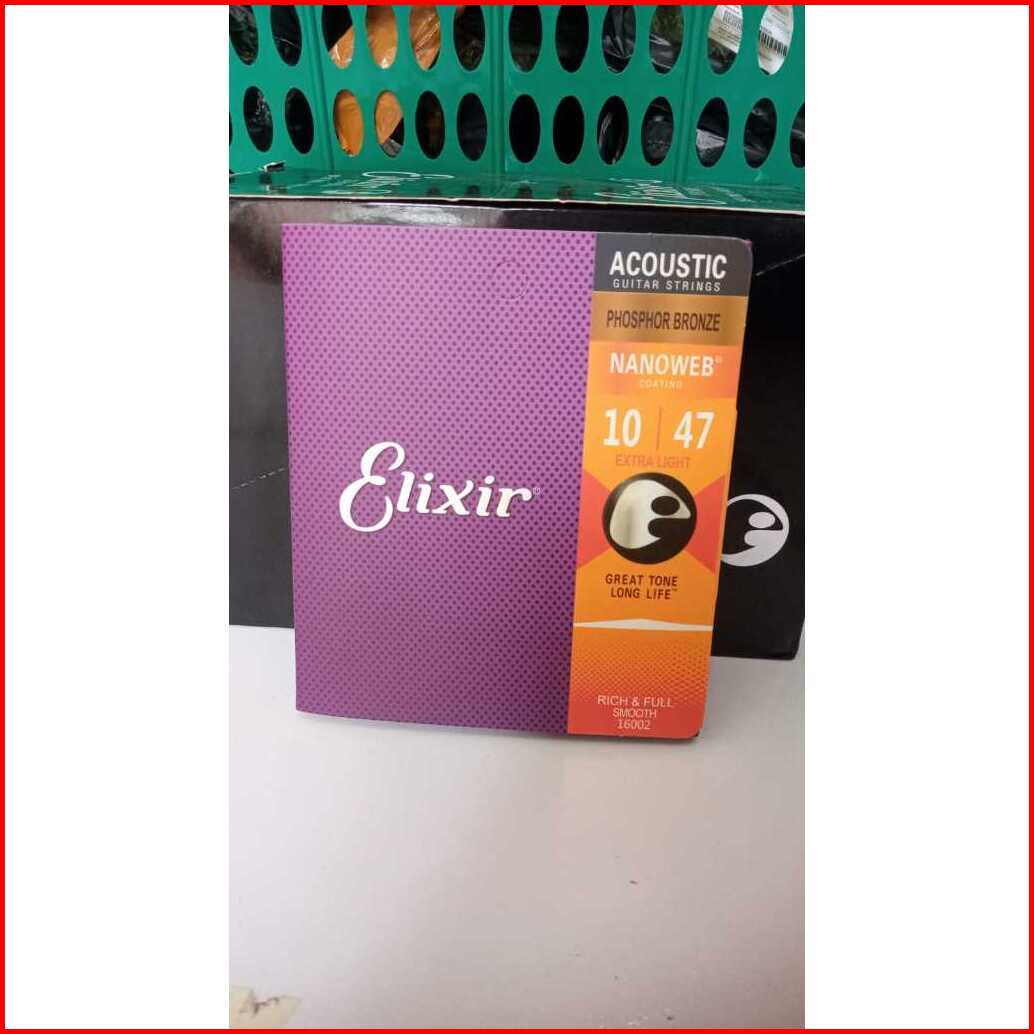 Elixir®
ACOUSTIC
GUITAR STRINGS
PHOSPHOR BRONZE
NANOWEB®
COATING
10 | 47
EXTRA LIGHT
GREAT TONE
LONG LIFE™
RICH & FULL
SMOOTH
16002